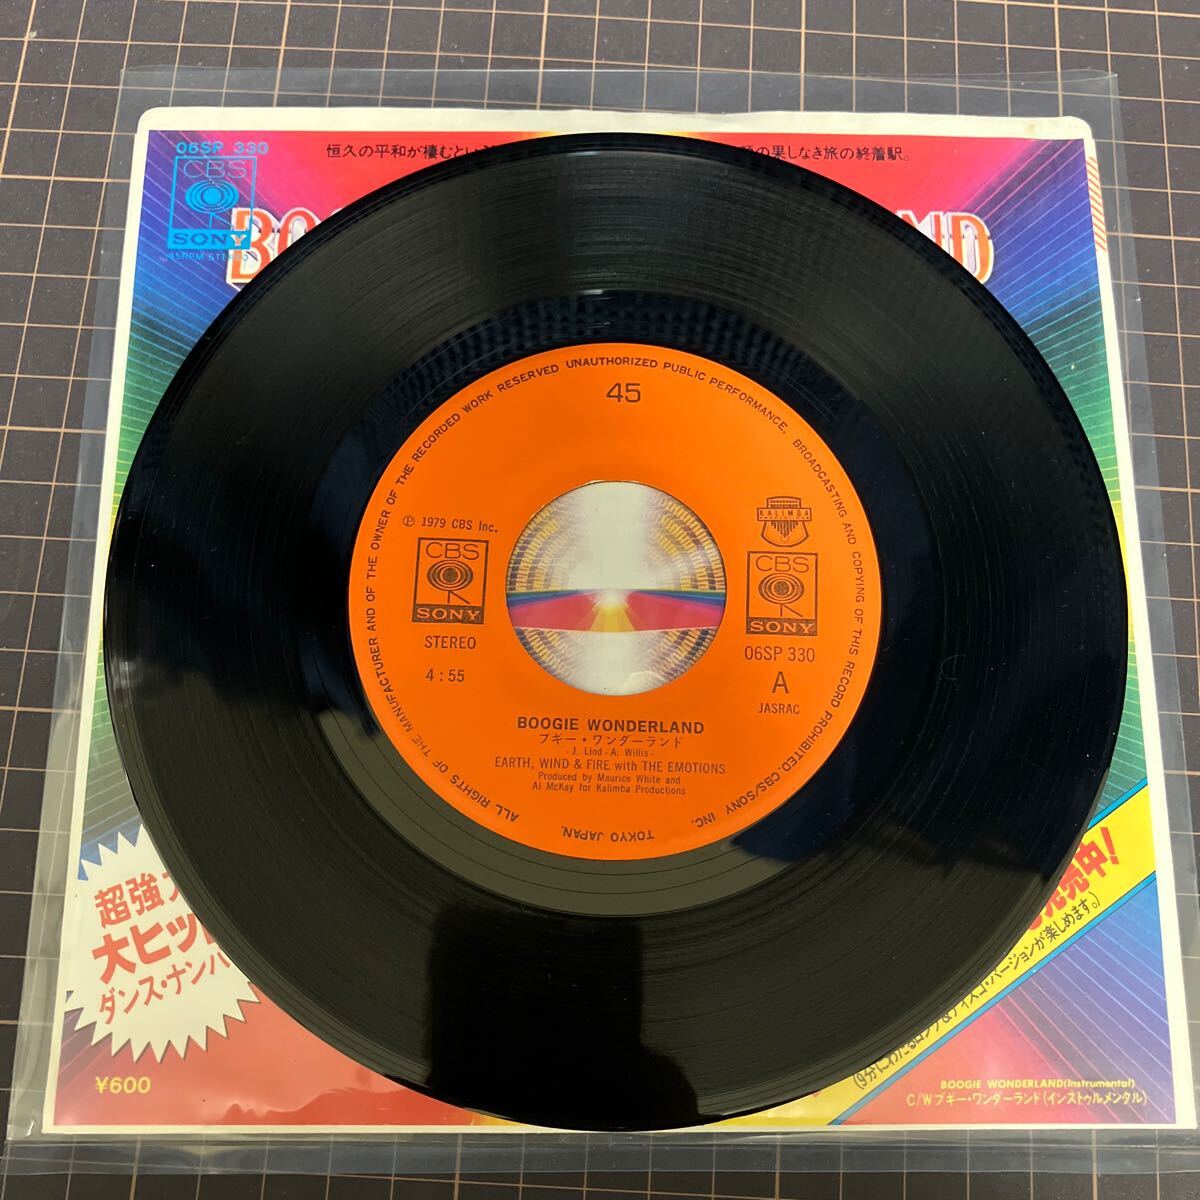 06SP 330
CBS
SONY
45RPM STEREO
恒久の平和が棲むとい
の果しなき旅の終着駅。
BO
ND
ALL RIGHTS OF THE MANUFACTURER AND OF THE OWNER OF THE RECORDED WORK RESERVED UNAUTHORIZED PUBLIC PERFORMANCE, BROADCASTING AND COPYING OF THIS RECORD PROHIBITED. CBS/SONY INC. TOKYO JAPAN.
45
Ⓟ 1979 CBS Inc.
CBS
SONY
STEREO
4:55
KALIMBA
CBS
SONY
06SP 330
A
JASRAC
BOOGIE WONDERLAND
ブギー・ワンダーランド
-J. Lind-A. Willis-
EARTH, WIND & FIRE with THE EMOTIONS
Produced by Maurice White and
Al McKay for Kalimba Productions
超強
大ヒッ
ダンス・ナンバ
¥600
発売中!
ディスコ・バージョンが楽しめます。)
BOOGIE WONDERLAND(Instrumental)
C/Wブギー・ワンダーランド(インストゥルメンタル)